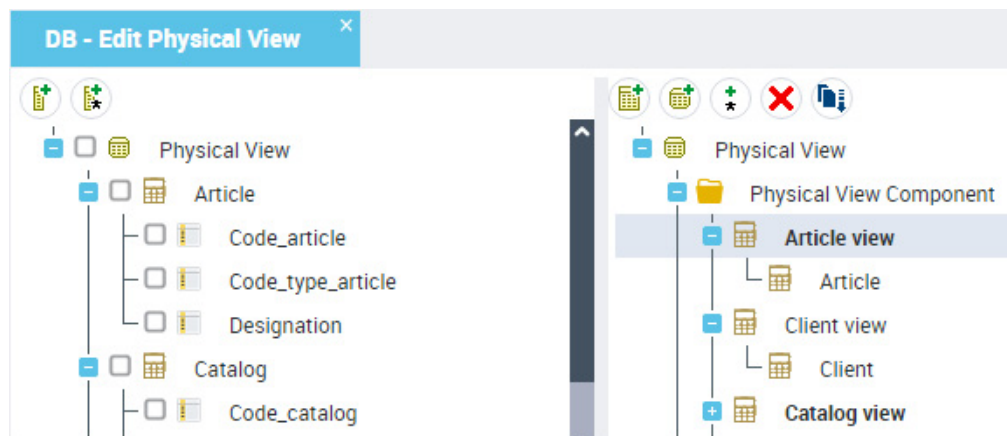 DB - Edit Physical View
Physical View
Article
Code_article
Code_type_article
Designation
Catalog
Code_catalog
Physical View
Physical View Component
Article view
Article
Client view
Client
Catalog view